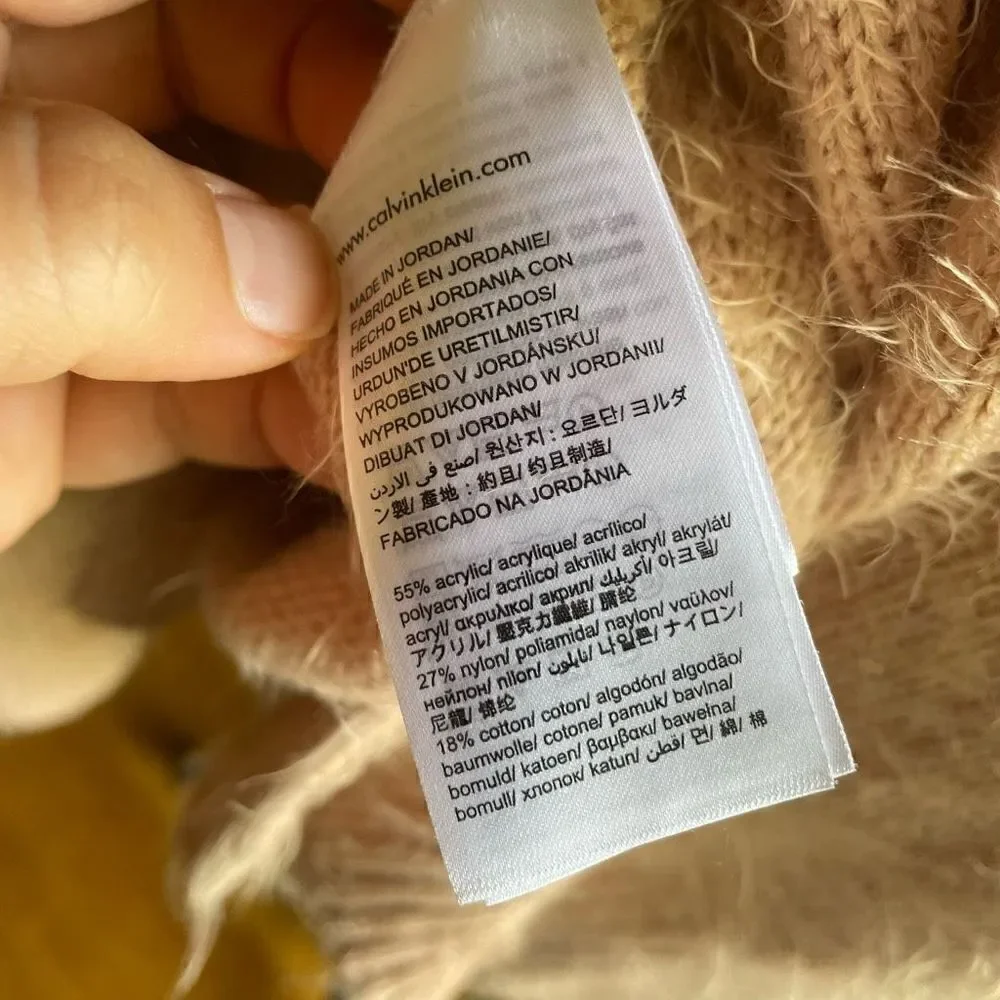 www.calvinklein.com
MADE IN JORDAN/
FABRIQUÉ EN JORDANIE/
HECHO EN JORDANIA CON
INSUMOS IMPORTADOS/
URDUN'DE URETILMISTIR/
VYROBENO V JORDÁNSKU/
WYPRODUKOWANO W JORDANII/
DIBUAT DI JORDAN/
صنع في الاردن/ 원산지 : 요르단/ ヨルダ
ン製/ 產地 : 約旦/ 约旦制造/
FABRICADO NA JORDÂNIA
55% acrylic/ acrylique/ acrílico/
polyacrylic/ acrilico/ akrilik/ akryl/ akrylát/
acryl/ ακρυλικο/ акрил/ أكريليك/ 아크릴/
アクリル/ 壓克力纖維/ 腈纶
27% nylon/ poliamida/ naylon/ ναϋλον/
нейлон/ nilon/ نايلون/ 나일론/ ナイロン/
尼龍/ 锦纶
18% cotton/ coton/ algodón/ algodão/
baumwolle/ cotone/ pamuk/ bavlna/
bomuld/ katoen/ βαμβακι/ bawełna/
bomull/ хлопок/ katun/ قطن/ 면/ 綿/ 棉